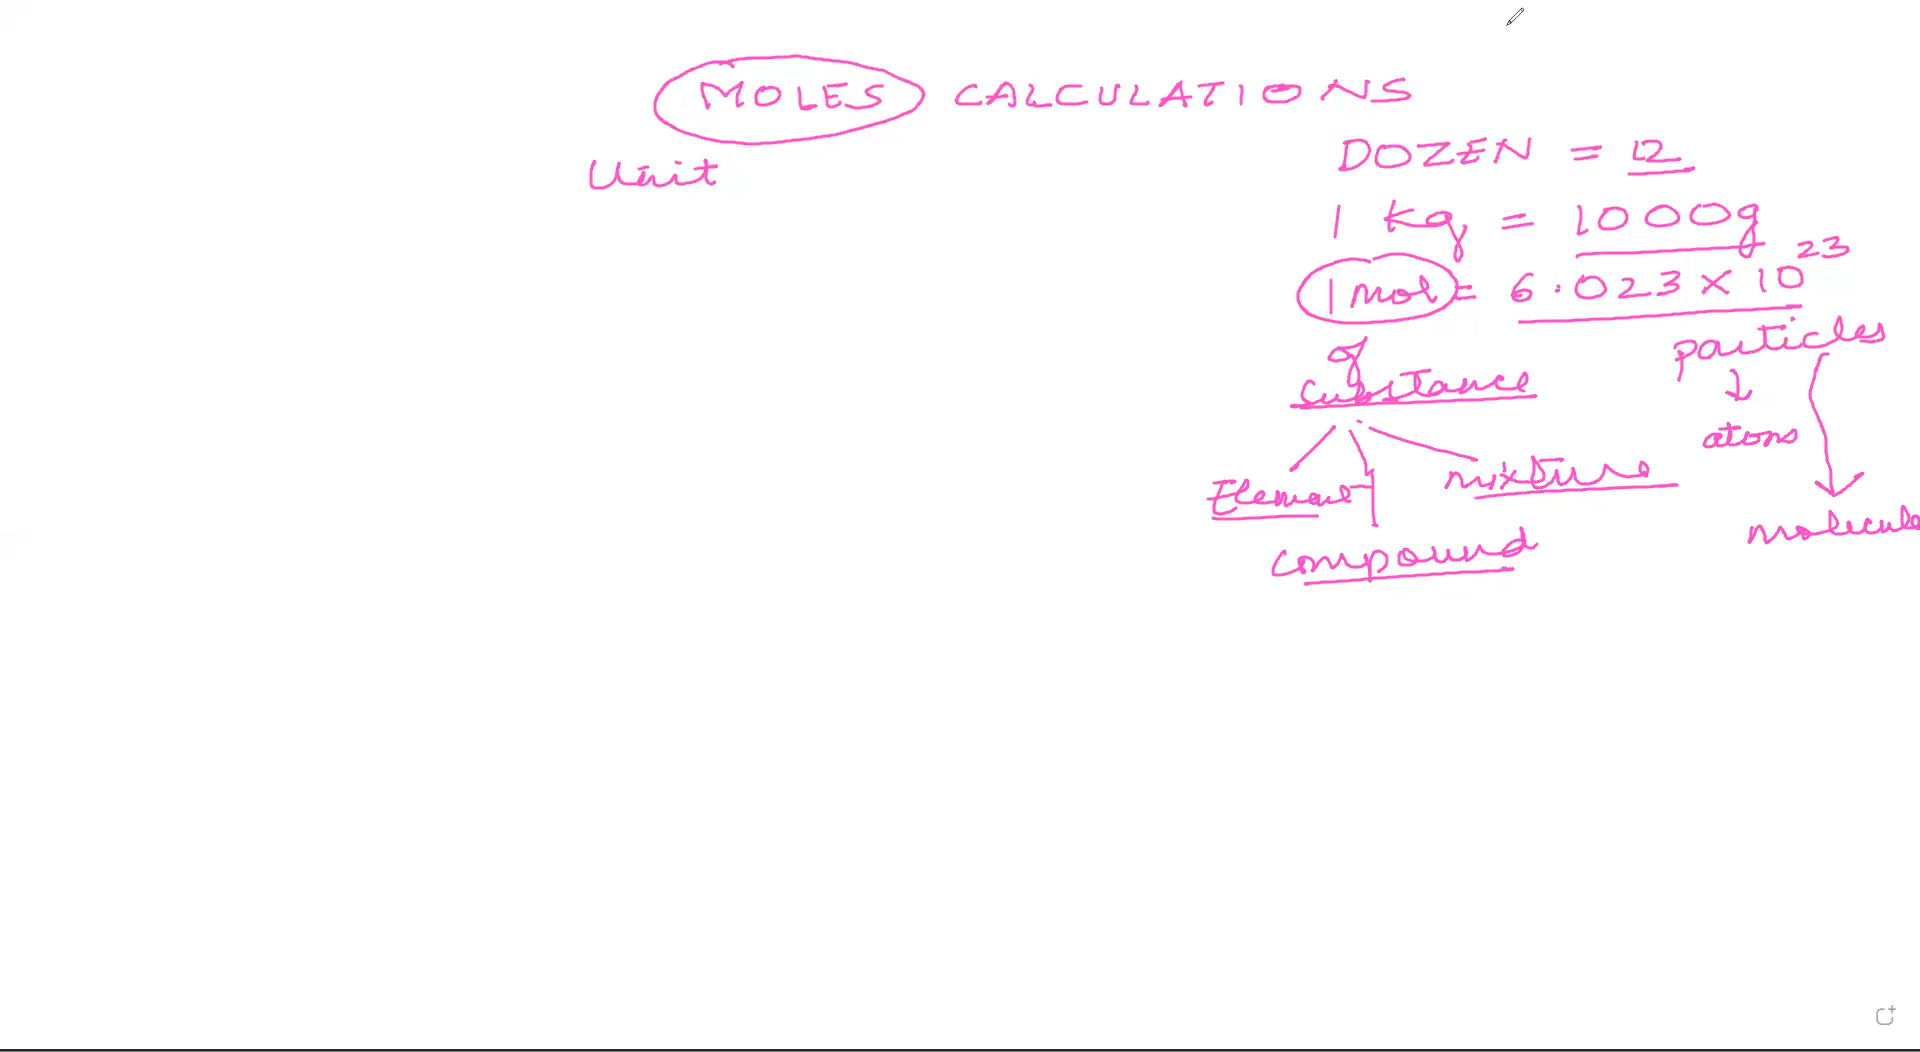 MOLES CALCULATIONS
Unit
DOZEN = 12
1 kg = 1000g
1 mol = 6.023 x 10^23
of
substance
particles
atoms
Element
mixture
compound
molecule